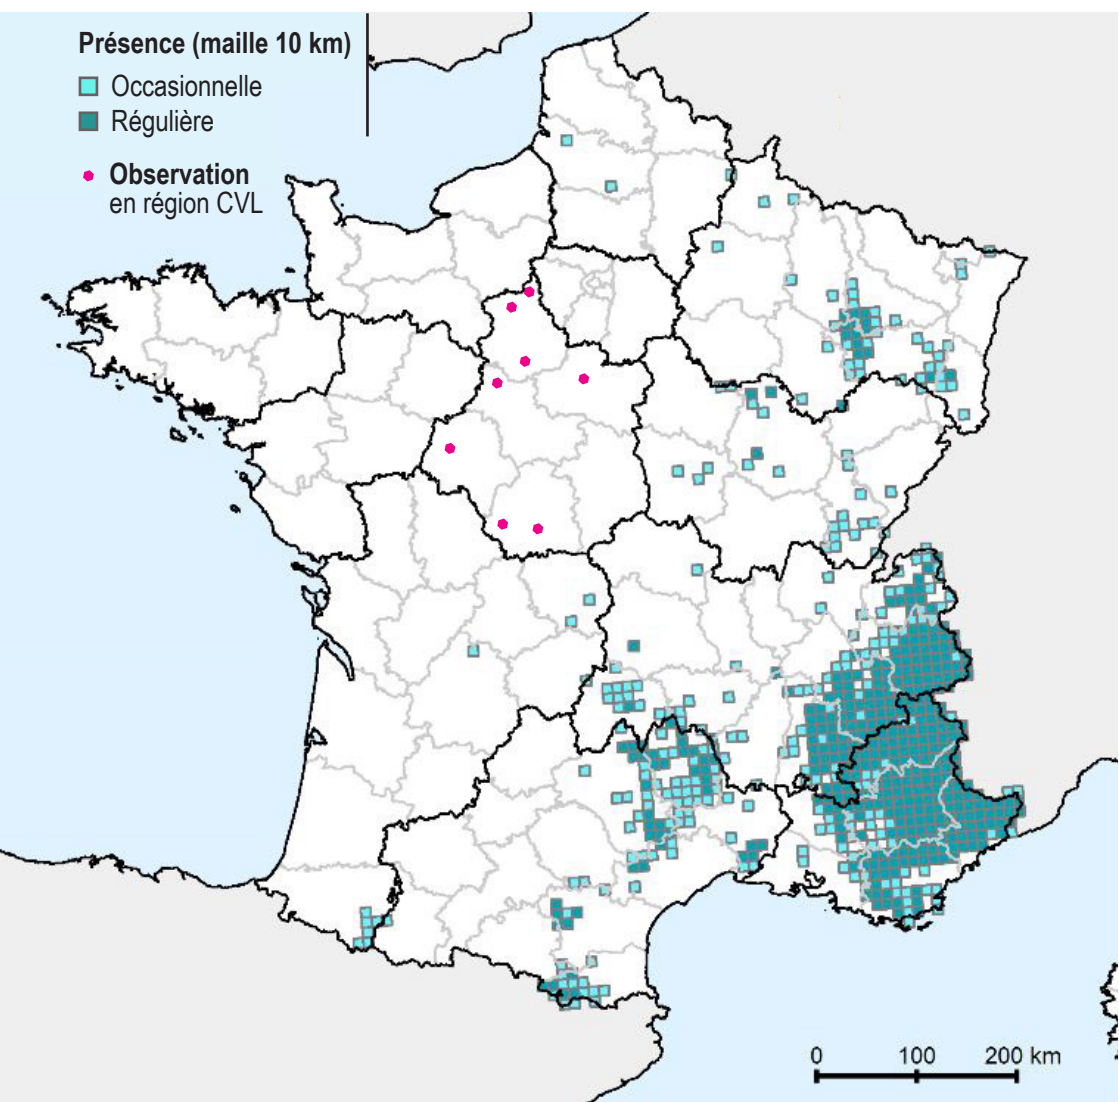 Présence (maille 10 km)
Occasionnelle
Régulière
Observation
en région CVL
0 100 200 km